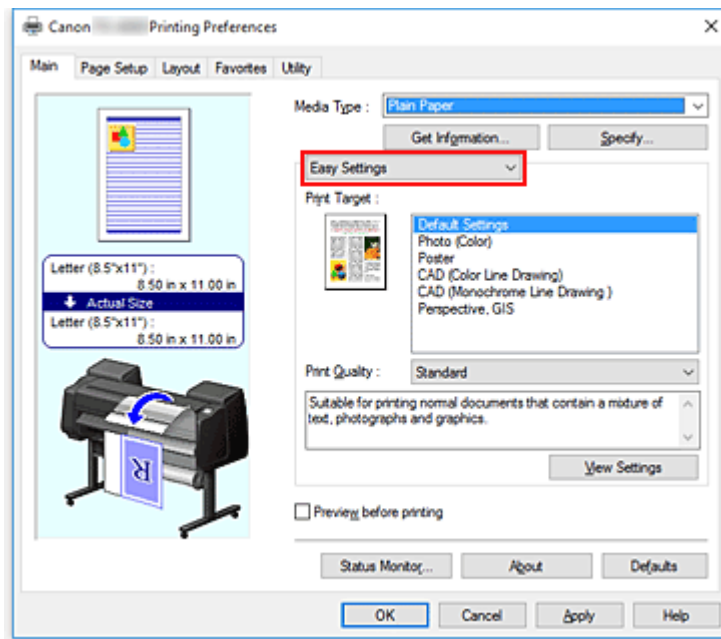 Canon Printing Preferences
Main Page Setup Layout Favorites Utility
Media Type : Plain Paper
Get Information... Specify...
Easy Settings
Print Target :
Default Settings
Photo (Color)
Poster
CAD (Color Line Drawing)
CAD (Monochrome Line Drawing )
Perspective, GIS
Letter (8.5"x11") :
8.50 in x 11.00 in
Actual Size
Letter (8.5"x11") :
8.50 in x 11.00 in
R
Print Quality : Standard
Suitable for printing normal documents that contain a mixture of
text, photographs and graphics.
View Settings
Preview before printing
Status Monitor... About Defaults
OK Cancel Apply Help